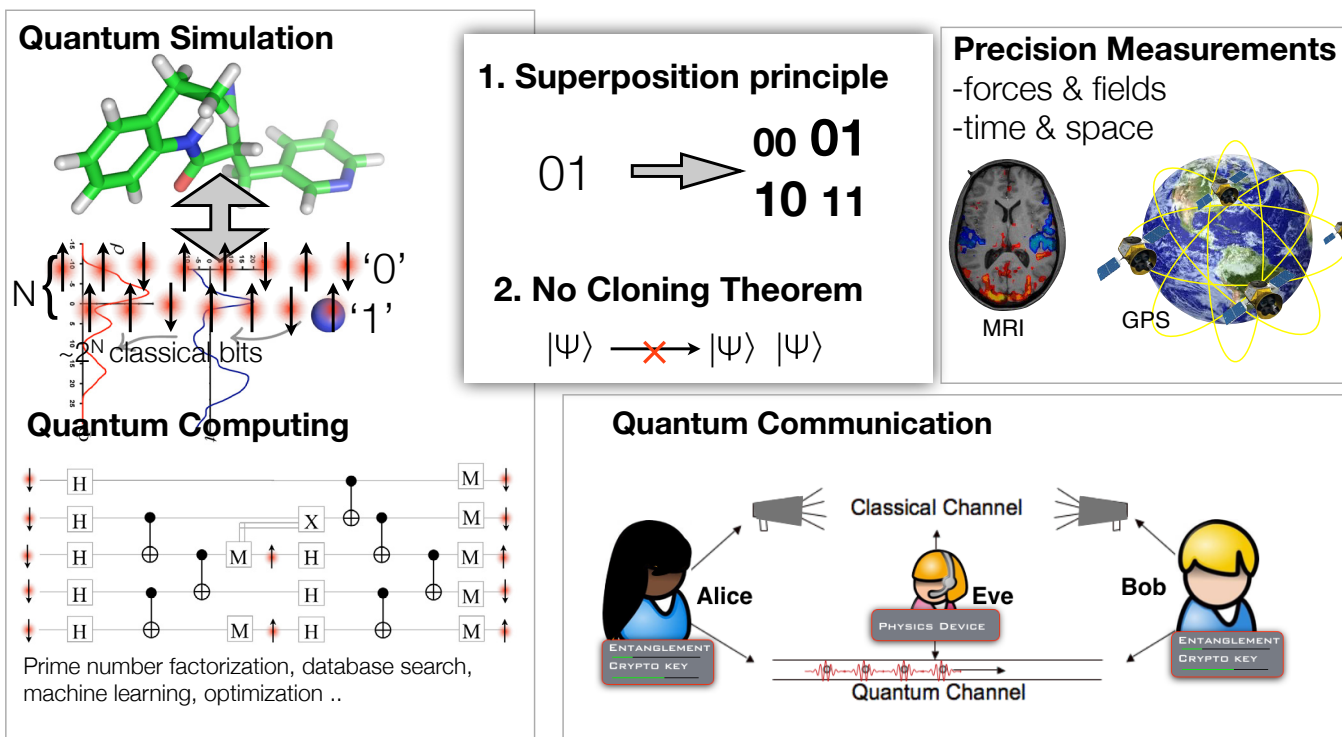 Quantum Simulation
N
'0'
'1'
~2ᴺ classical bits
Quantum Computing
H
M
H
X
M
H
M
H
M
H
H
M
H
M
H
M
Prime number factorization, database search,
machine learning, optimization ..
1. Superposition principle
01
00 01
10 11
2. No Cloning Theorem
|Ψ⟩ |Ψ⟩ |Ψ⟩
Precision Measurements
-forces & fields
-time & space
MRI
GPS
Quantum Communication
Classical Channel
Alice
Eve
Bob
PHYSICS DEVICE
ENTANGLEMENT
CRYPTO KEY
ENTANGLEMENT
CRYPTO KEY
Quantum Channel